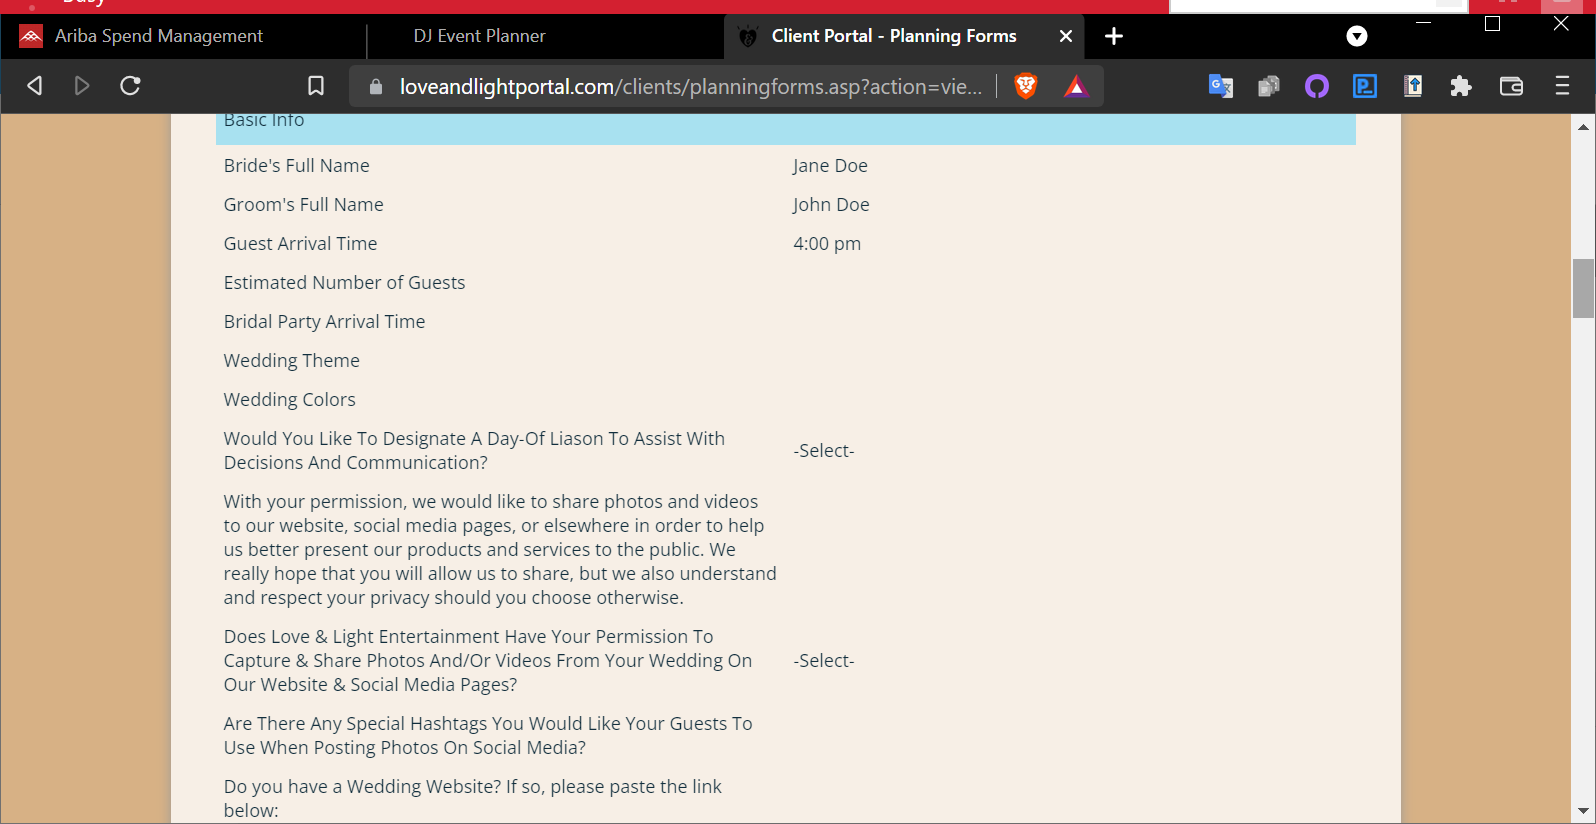 Busy
Ariba Spend Management
DJ Event Planner
Client Portal - Planning Forms
loveandlightportal.com/clients/planningforms.asp?action=vie...
Basic Info
Bride's Full Name
Jane Doe
Groom's Full Name
John Doe
Guest Arrival Time
4:00 pm
Estimated Number of Guests
Bridal Party Arrival Time
Wedding Theme
Wedding Colors
Would You Like To Designate A Day-Of Liason To Assist With
Decisions And Communication?
-Select-
With your permission, we would like to share photos and videos
to our website, social media pages, or elsewhere in order to help
us better present our products and services to the public. We
really hope that you will allow us to share, but we also understand
and respect your privacy should you choose otherwise.
Does Love & Light Entertainment Have Your Permission To
Capture & Share Photos And/Or Videos From Your Wedding On
Our Website & Social Media Pages?
-Select-
Are There Any Special Hashtags You Would Like Your Guests To
Use When Posting Photos On Social Media?
Do you have a Wedding Website? If so, please paste the link
below: